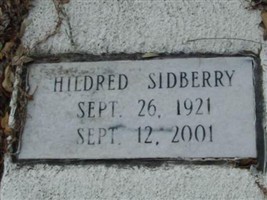 HILDRED SIDBERRY
SEPT. 26, 1921
SEPT. 12, 2001